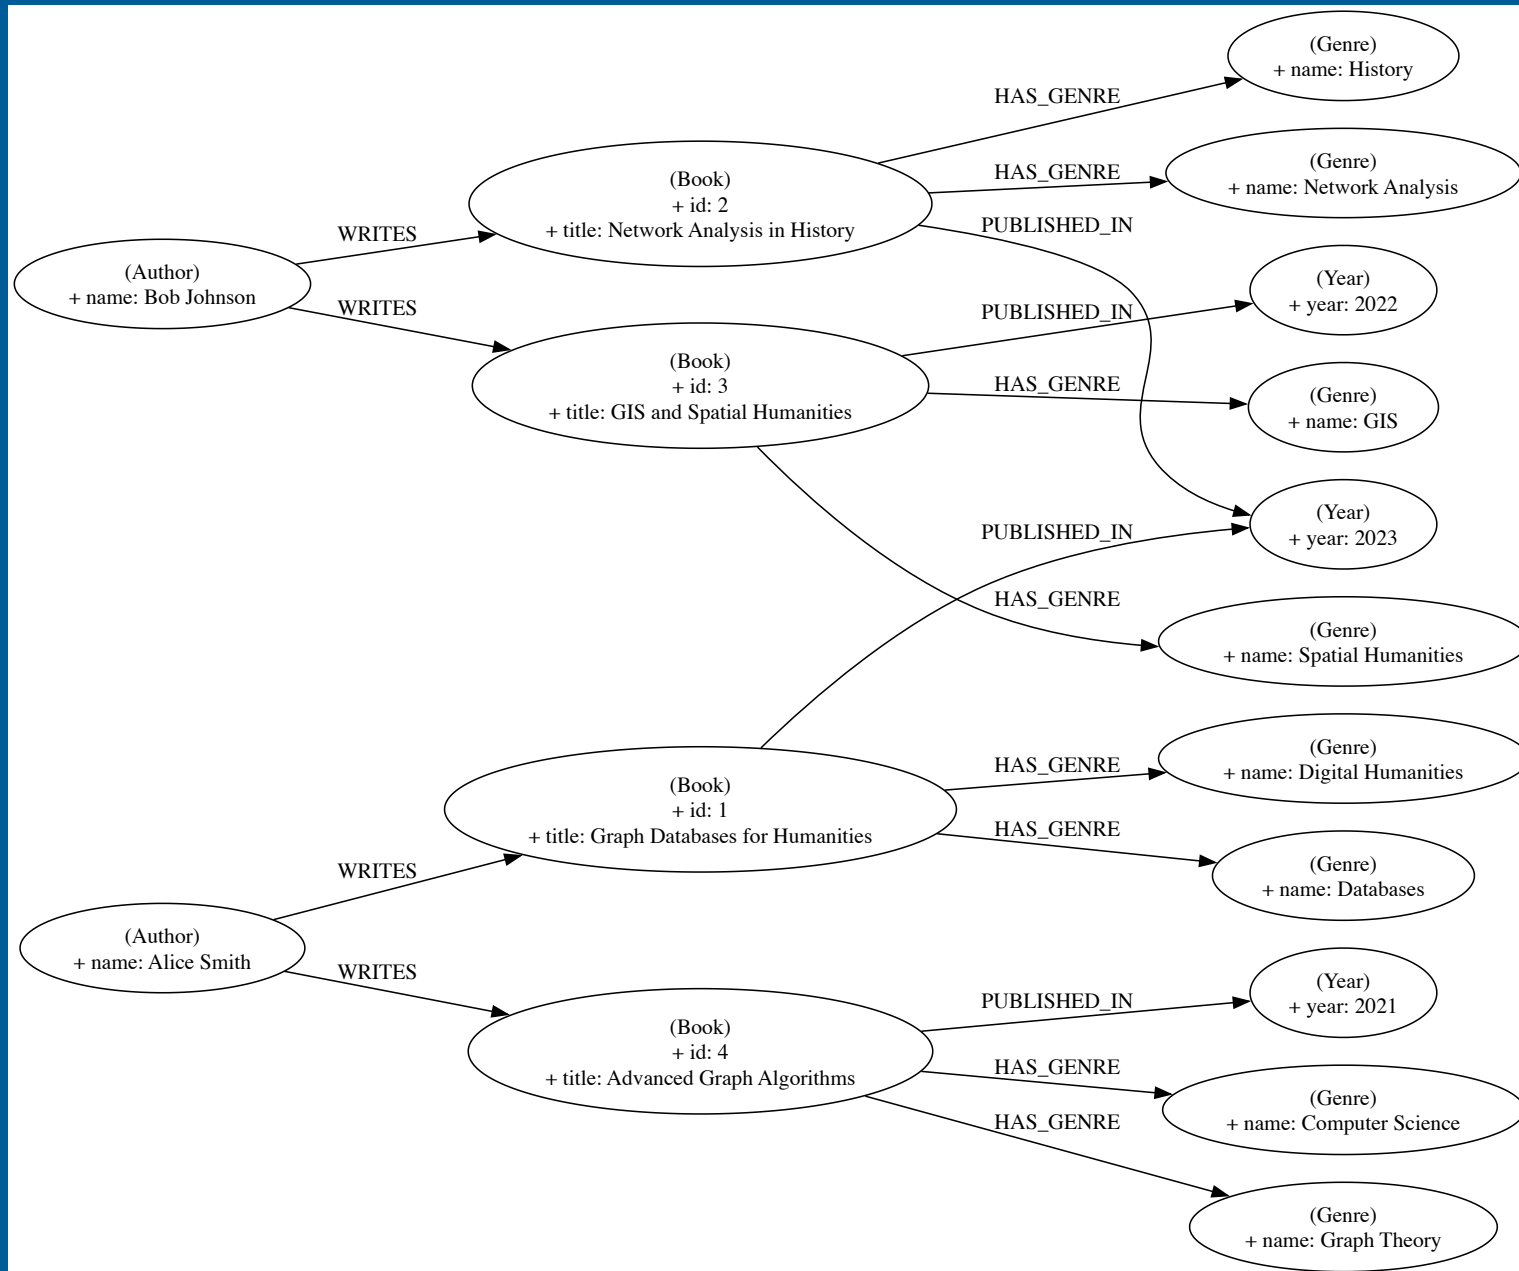 (Genre)
+ name: History
HAS_GENRE
(Genre)
+ name: Network Analysis
HAS_GENRE
(Book)
+ id: 2
+ title: Network Analysis in History
PUBLISHED_IN
WRITES
(Author)
+ name: Bob Johnson
WRITES
(Year)
+ year: 2022
PUBLISHED_IN
(Book)
+ id: 3
+ title: GIS and Spatial Humanities
HAS_GENRE
(Genre)
+ name: GIS
(Year)
+ year: 2023
PUBLISHED_IN
HAS_GENRE
(Genre)
+ name: Spatial Humanities
(Genre)
+ name: Digital Humanities
HAS_GENRE
(Book)
+ id: 1
+ title: Graph Databases for Humanities
HAS_GENRE
(Genre)
+ name: Databases
WRITES
(Author)
+ name: Alice Smith
WRITES
(Year)
+ year: 2021
PUBLISHED_IN
(Book)
+ id: 4
+ title: Advanced Graph Algorithms
HAS_GENRE
(Genre)
+ name: Computer Science
HAS_GENRE
(Genre)
+ name: Graph Theory